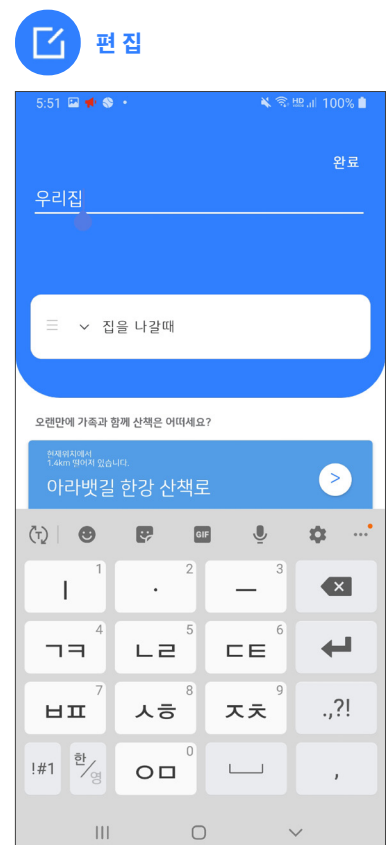 편 집
5:51
HD
100%
완료
우리집
집을 나갈때
오랜만에 가족과 함께 산책은 어떠세요?
현재위치에서
1.4km 떨어져 있습니다.
아라뱃길 한강 산책로
T
GIF
ㅣ 1
· 2
ㅡ 3
ㄱㅋ 4
ㄴㄹ 5
ㄷㅌ 6
ㅂㅍ 7
ㅅㅎ 8
ㅈㅊ 9
.,?!
!#1
한/영
ㅇㅁ 0
,